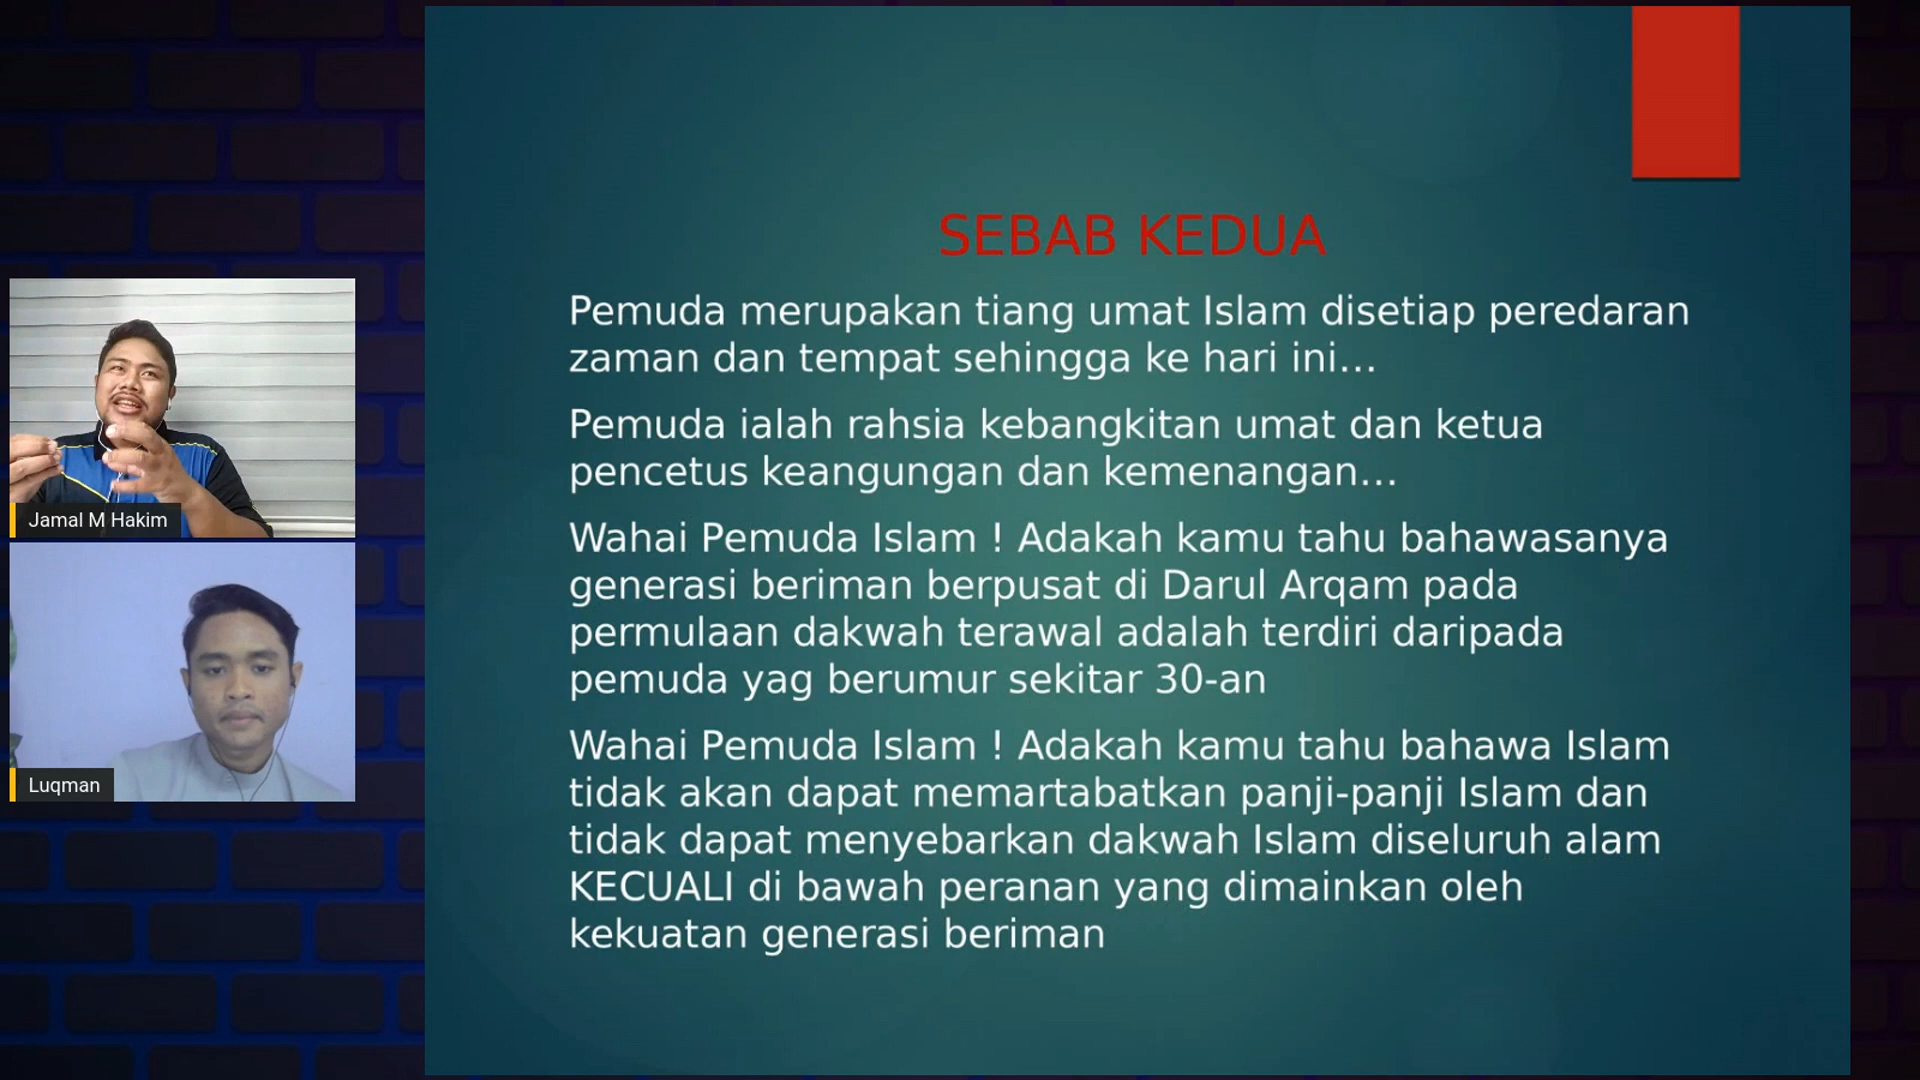 SEBAB KEDUA
Pemuda merupakan tiang umat Islam disetiap peredaran
zaman dan tempat sehingga ke hari ini...
Pemuda ialah rahsia kebangkitan umat dan ketua
pencetus keangungan dan kemenangan...
Wahai Pemuda Islam ! Adakah kamu tahu bahawasanya
generasi beriman berpusat di Darul Arqam pada
permulaan dakwah terawal adalah terdiri daripada
pemuda yag berumur sekitar 30-an
Wahai Pemuda Islam ! Adakah kamu tahu bahawa Islam
tidak akan dapat memartabatkan panji-panji Islam dan
tidak dapat menyebarkan dakwah Islam diseluruh alam
KECUALI di bawah peranan yang dimainkan oleh
kekuatan generasi beriman
Jamal M Hakim
Luqman